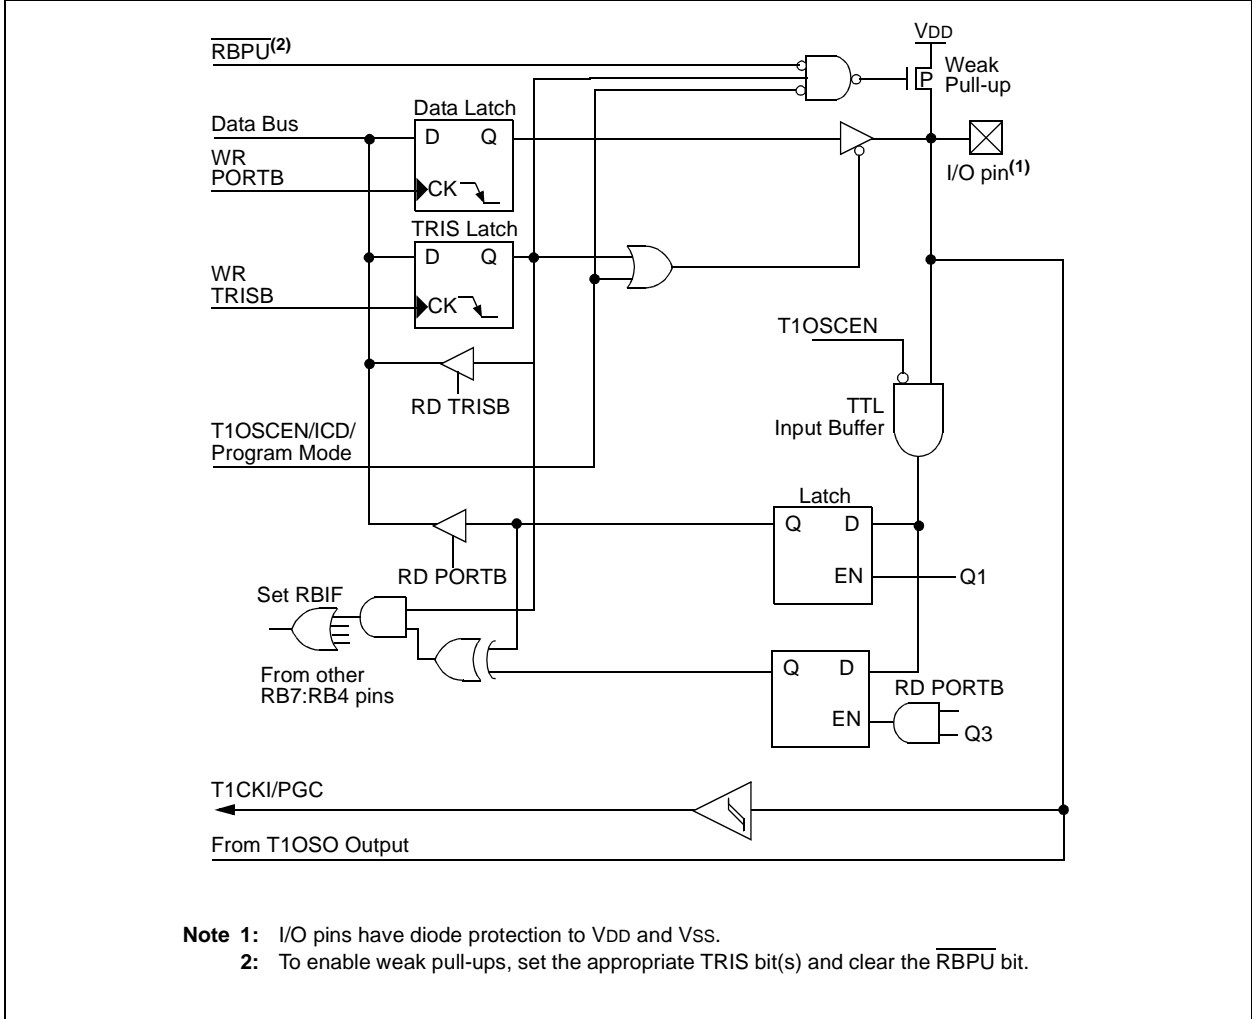 VDD
RBPU(2)
Weak
Pull-up
P
Data Latch
Data Bus
D Q
WR
PORTB
CK
I/O pin(1)
TRIS Latch
D Q
WR
TRISB
CK
T1OSCEN
RD TRISB
TTL
Input Buffer
T1OSCEN/ICD/
Program Mode
Latch
Q D
EN
Q1
RD PORTB
Set RBIF
From other
RB7:RB4 pins
Q D
RD PORTB
EN
Q3
T1CKI/PGC
From T1OSO Output
Note 1: I/O pins have diode protection to VDD and VSS.
2: To enable weak pull-ups, set the appropriate TRIS bit(s) and clear the RBPU bit.